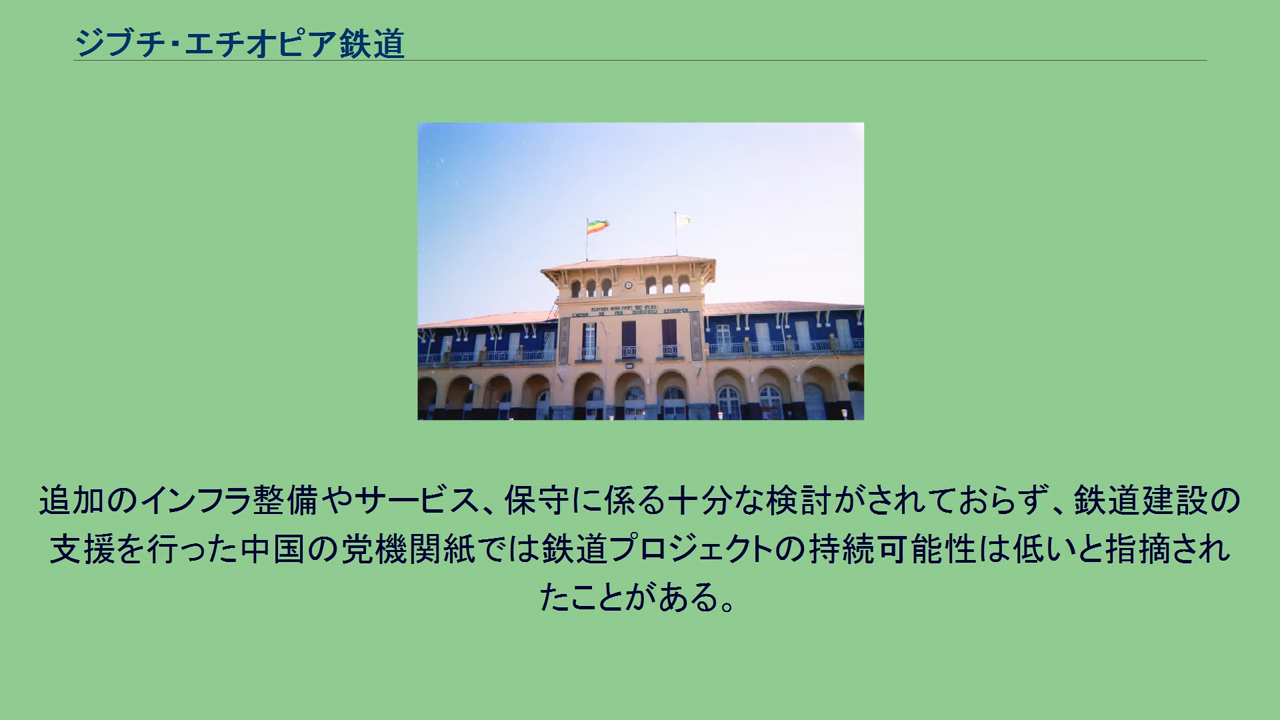 ジブチ・エチオピア鉄道
追加のインフラ整備やサービス、保守に係る十分な検討がされておらず、鉄道建設の
支援を行った中国の党機関紙では鉄道プロジェクトの持続可能性は低いと指摘され
たことがある。